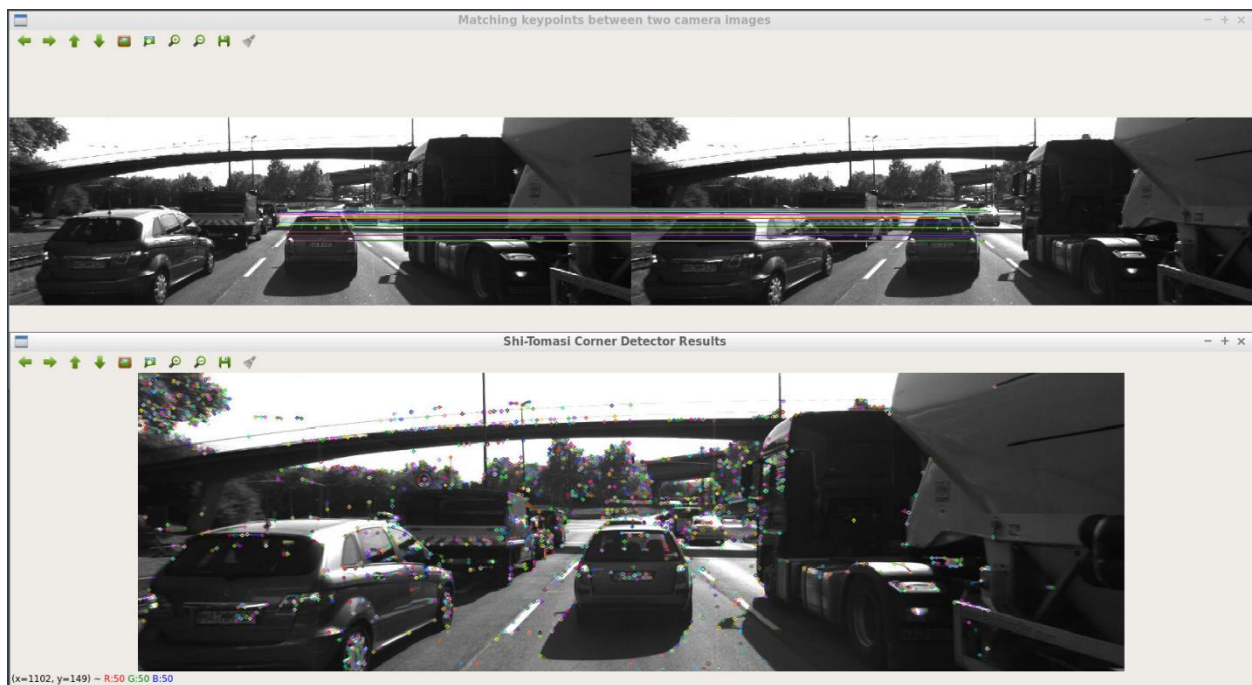 Matching keypoints between two camera images
Shi-Tomasi Corner Detector Results
(x=1102, y=149) ~ R:50 G:50 B:50